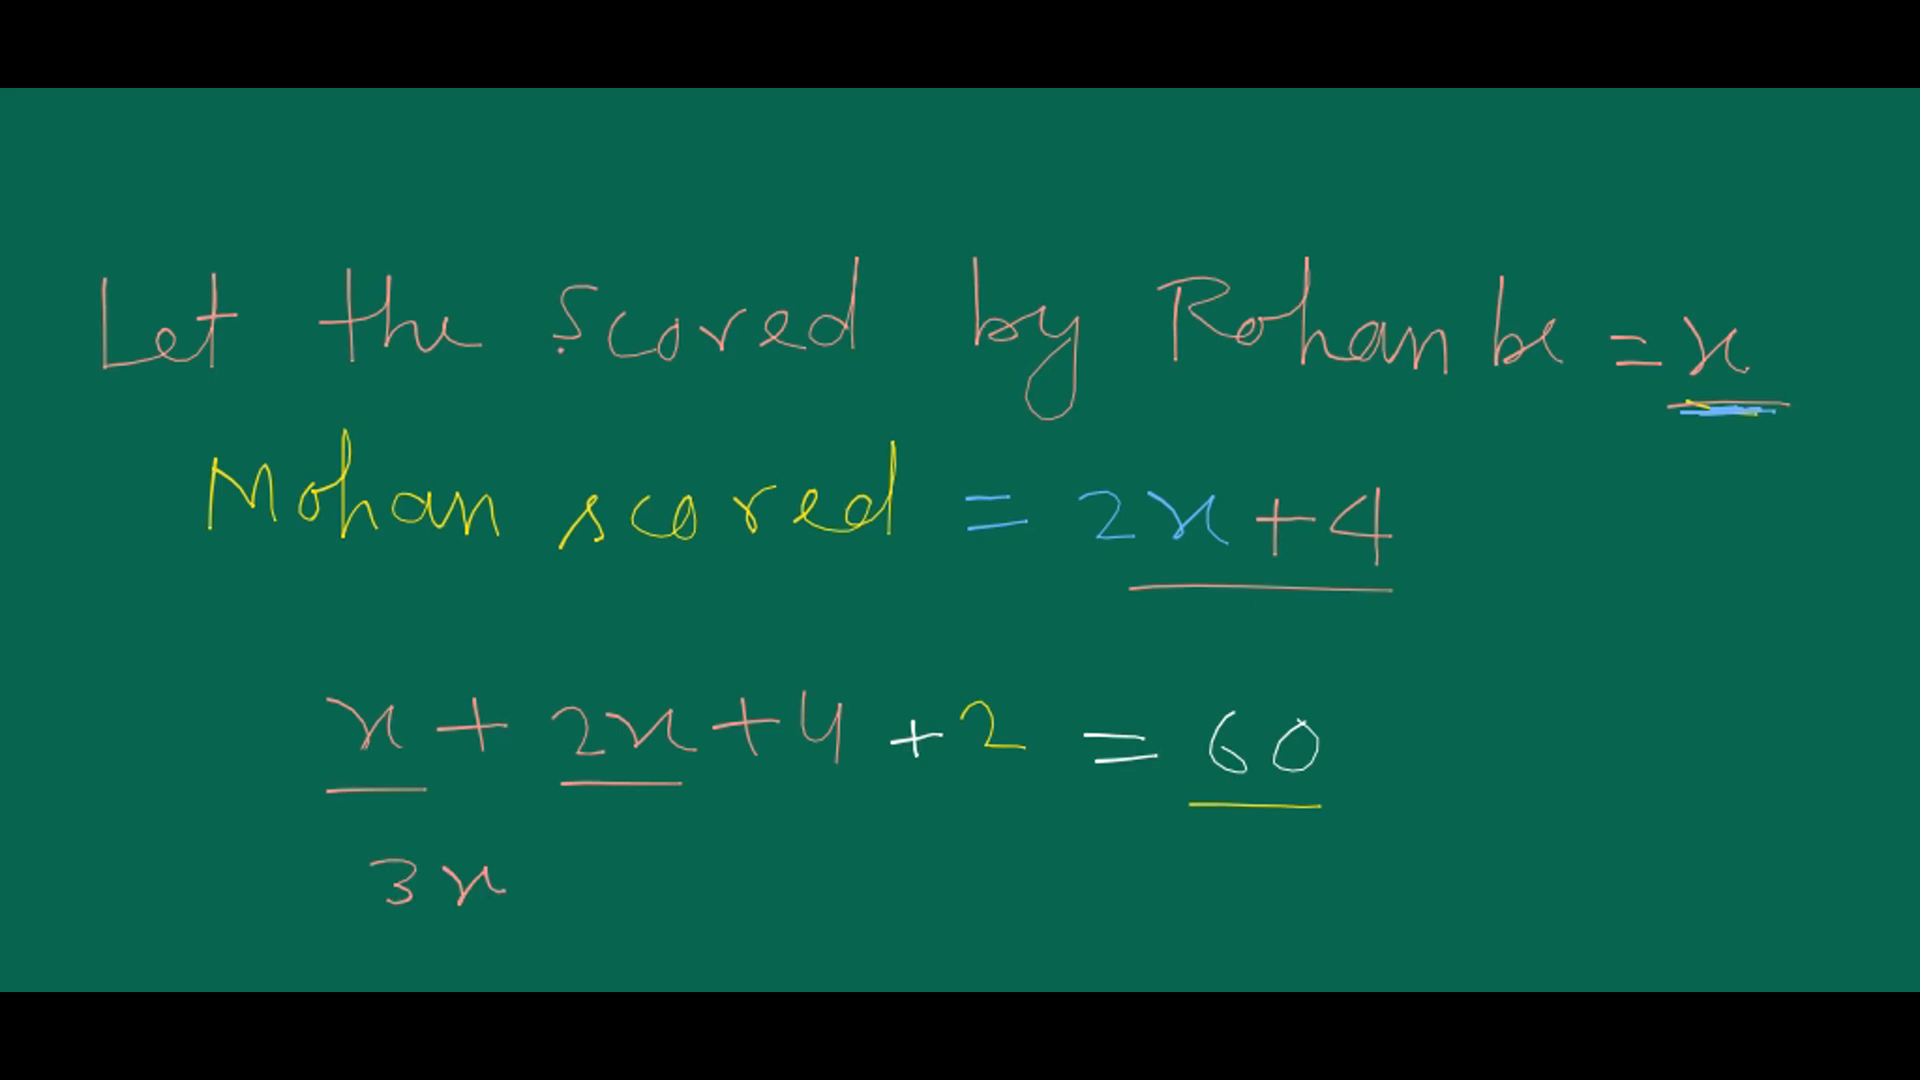 Let the scored by Rohan be = x
Mohan scored = 2x + 4
x + 2x + 4 + 2 = 60
3x